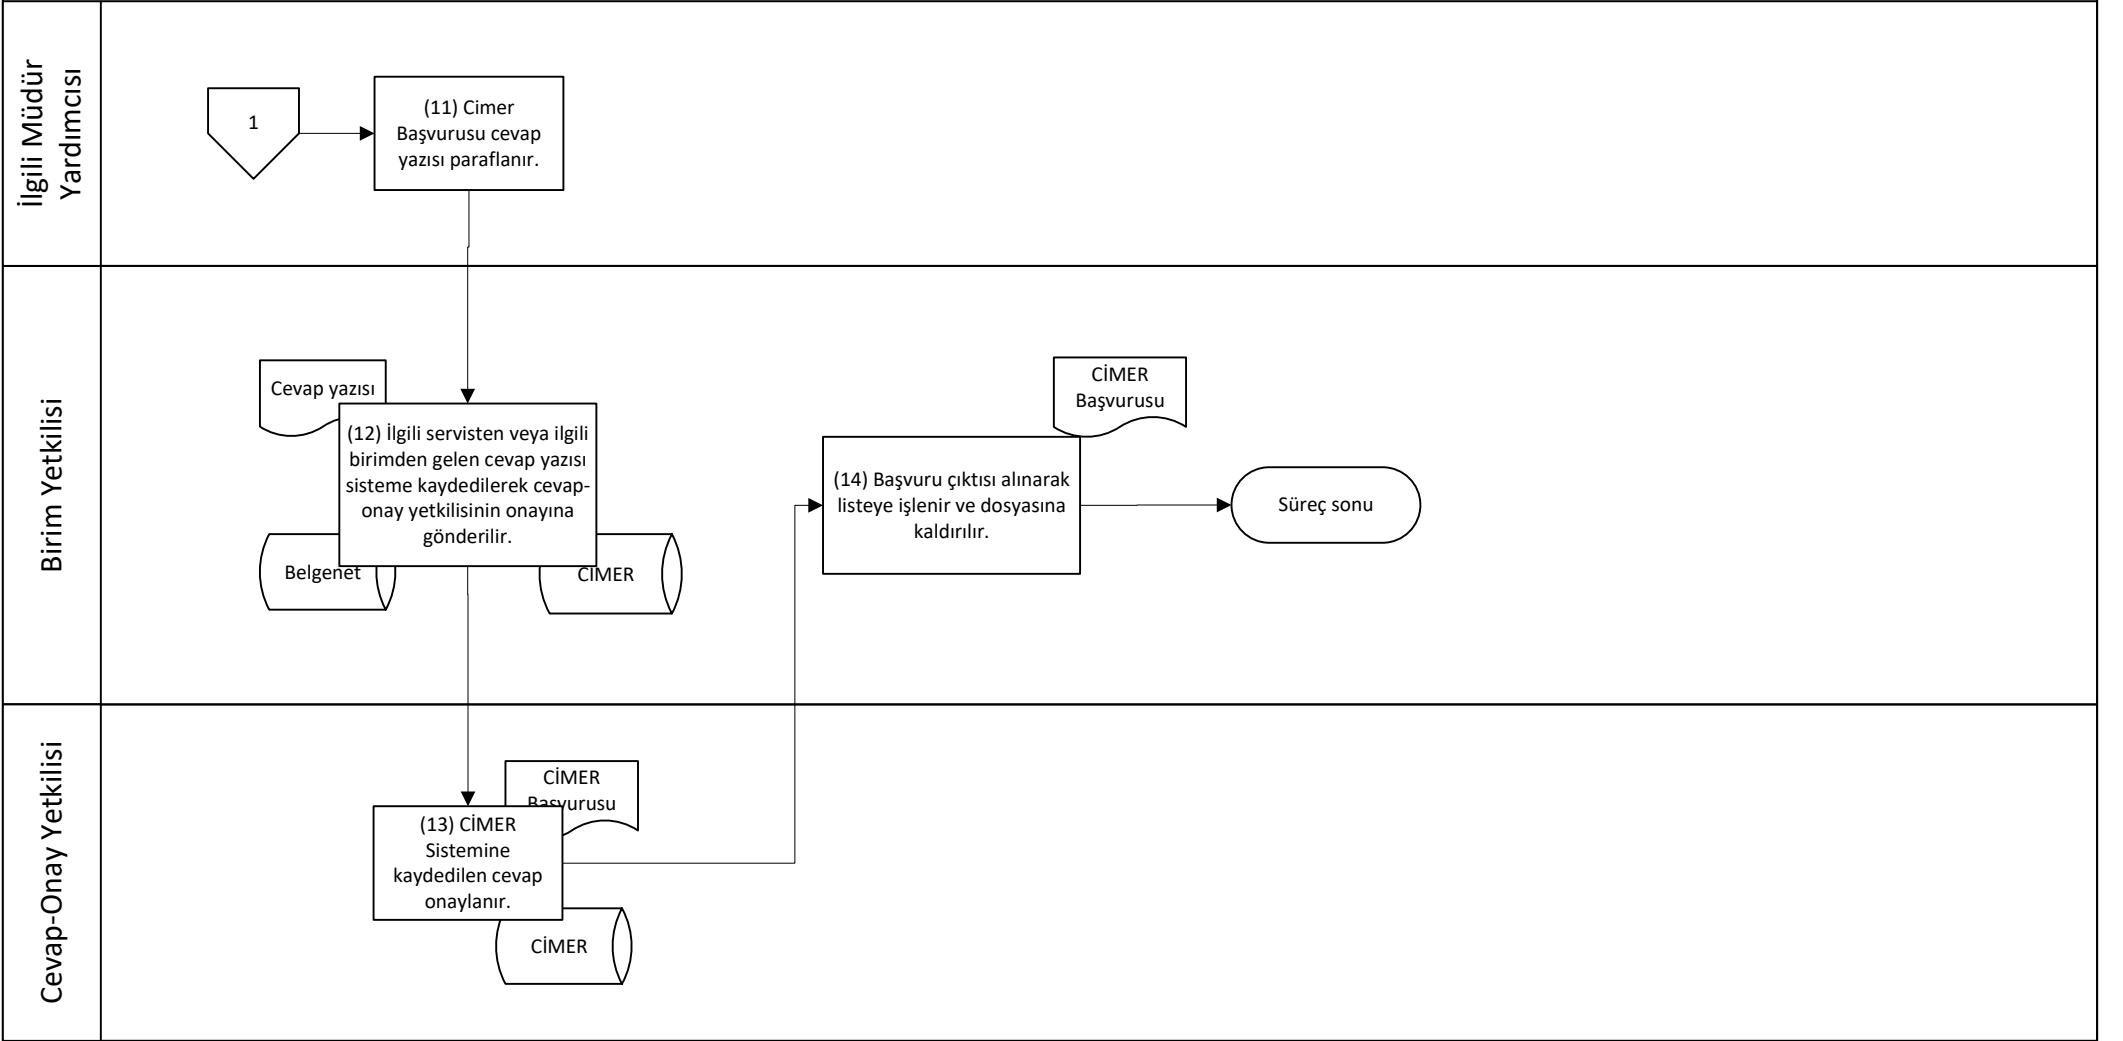 İlgili Müdür
Yardımcısı
1
(11) Cimer
Başvurusu cevap
yazısı paraflanır.
Birim Yetkilisi
Cevap yazısı
(12) İlgili servisten veya ilgili
birimden gelen cevap yazısı
sisteme kaydedilerek cevap-
onay yetkilisinin onayına
gönderilir.
Belgenet
CİMER
CİMER
Başvurusu
(14) Başvuru çıktısı alınarak
listeye işlenir ve dosyasına
kaldırılır.
Süreç sonu
Cevap-Onay Yetkilisi
CİMER
Başvurusu
(13) CİMER
Sistemine
kaydedilen cevap
onaylanır.
CİMER